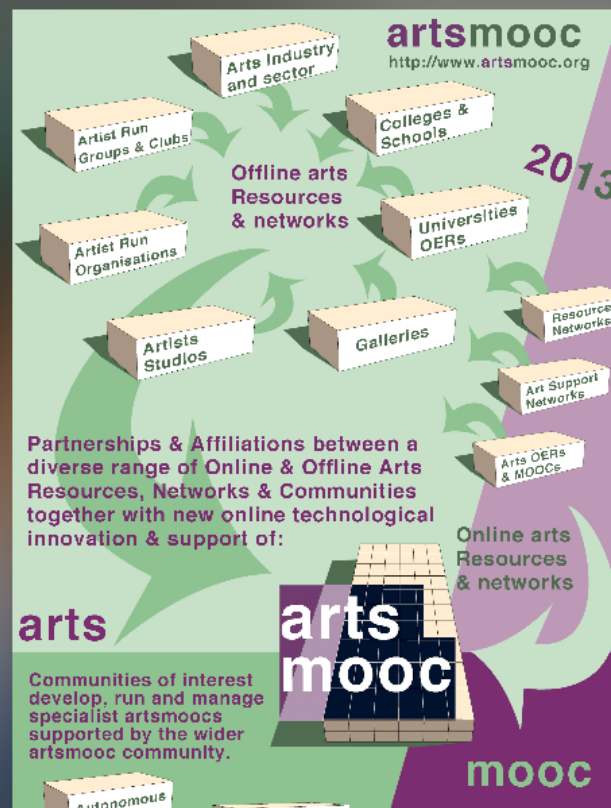 artsmooc
http://www.artsmooc.org
2013
Arts Industry
and sector
Colleges &
Schools
Artist Run
Groups & Clubs
Offline arts
Resources
& networks
Universities
OERs
Artist Run
Organisations
Resource
Networks
Artists
Studios
Galleries
Art Support
Networks
Arts OERs
& MOOCs
Partnerships & Affiliations between a
diverse range of Online & Offline Arts
Resources, Networks & Communities
together with new online technological
innovation & support of:
Online arts
Resources
& networks
arts
arts
mooc
Communities of interest
develop, run and manage
specialist artsmoocs
supported by the wider
artsmooc community.
mooc
Autonomous